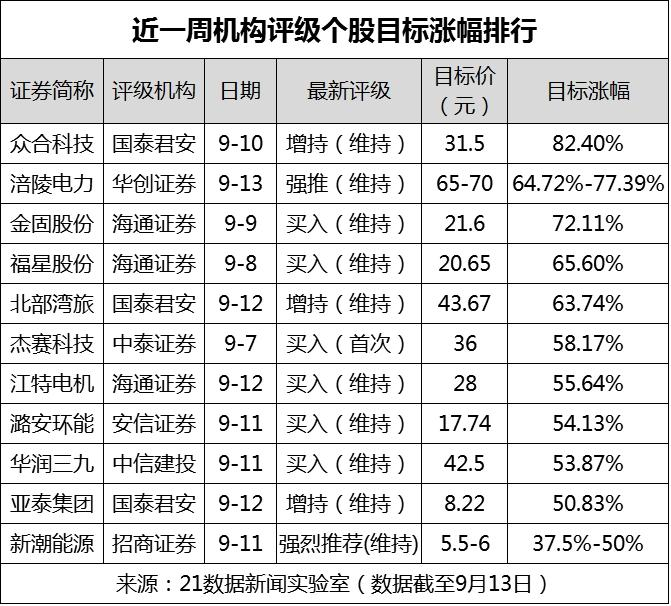 近一周机构评级个股目标涨幅排行
证券简称 评级机构 日期 最新评级 目标价（元） 目标涨幅
众合科技 国泰君安 9-10 增持（维持） 31.5 82.40%
涪陵电力 华创证券 9-13 强推（维持） 65-70 64.72%-77.39%
金固股份 海通证券 9-9 买入（维持） 21.6 72.11%
福星股份 海通证券 9-8 买入（维持） 20.65 65.60%
北部湾旅 国泰君安 9-12 增持（维持） 43.67 63.74%
杰赛科技 中泰证券 9-7 买入（首次） 36 58.17%
江特电机 海通证券 9-12 买入（维持） 28 55.64%
潞安环能 安信证券 9-11 买入（维持） 17.74 54.13%
华润三九 中信建投 9-11 买入（维持） 42.5 53.87%
亚泰集团 国泰君安 9-12 增持（维持） 8.22 50.83%
新潮能源 招商证券 9-11 强烈推荐(维持) 5.5-6 37.5%-50%
来源：21数据新闻实验室（数据截至9月13日）